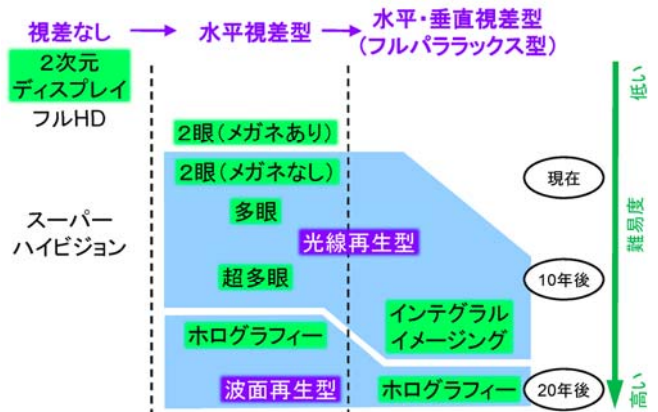 視差なし
水平視差型
水平・垂直視差型
(フルパララックス型)
2次元
ディスプレイ
フルHD
スーパー
ハイビジョン
2眼(メガネあり)
2眼(メガネなし)
多眼
光線再生型
超多眼
ホログラフィー
インテグラル
イメージング
波面再生型
ホログラフィー
現在
10年後
20年後
低い
難易度
高い